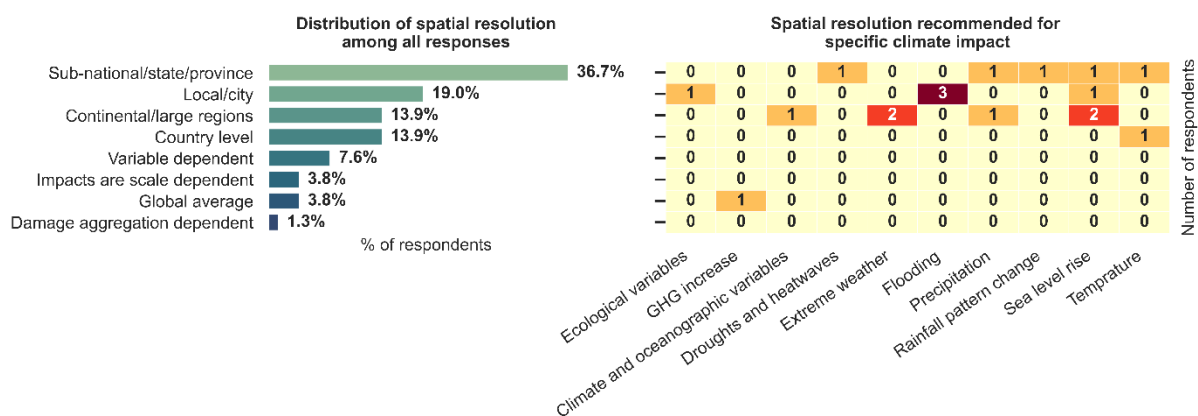 Distribution of spatial resolution
among all responses
Sub-national/state/province 36.7%
Local/city 19.0%
Continental/large regions 13.9%
Country level 13.9%
Variable dependent 7.6%
Impacts are scale dependent 3.8%
Global average 3.8%
Damage aggregation dependent 1.3%
% of respondents
Spatial resolution recommended for
specific climate impact
0 0 0 1 0 0 1 1 1 1
1 0 0 0 0 3 0 0 1 0
0 0 1 0 2 0 1 0 2 0
0 0 0 0 0 0 0 0 0 1
0 0 0 0 0 0 0 0 0 0
0 0 0 0 0 0 0 0 0 0
0 1 0 0 0 0 0 0 0 0
0 0 0 0 0 0 0 0 0 0
Number of respondents
Ecological variables
GHG increase
Climate and oceanographic variables
Droughts and heatwaves
Extreme weather
Flooding
Precipitation
Rainfall pattern change
Sea level rise
Temprature